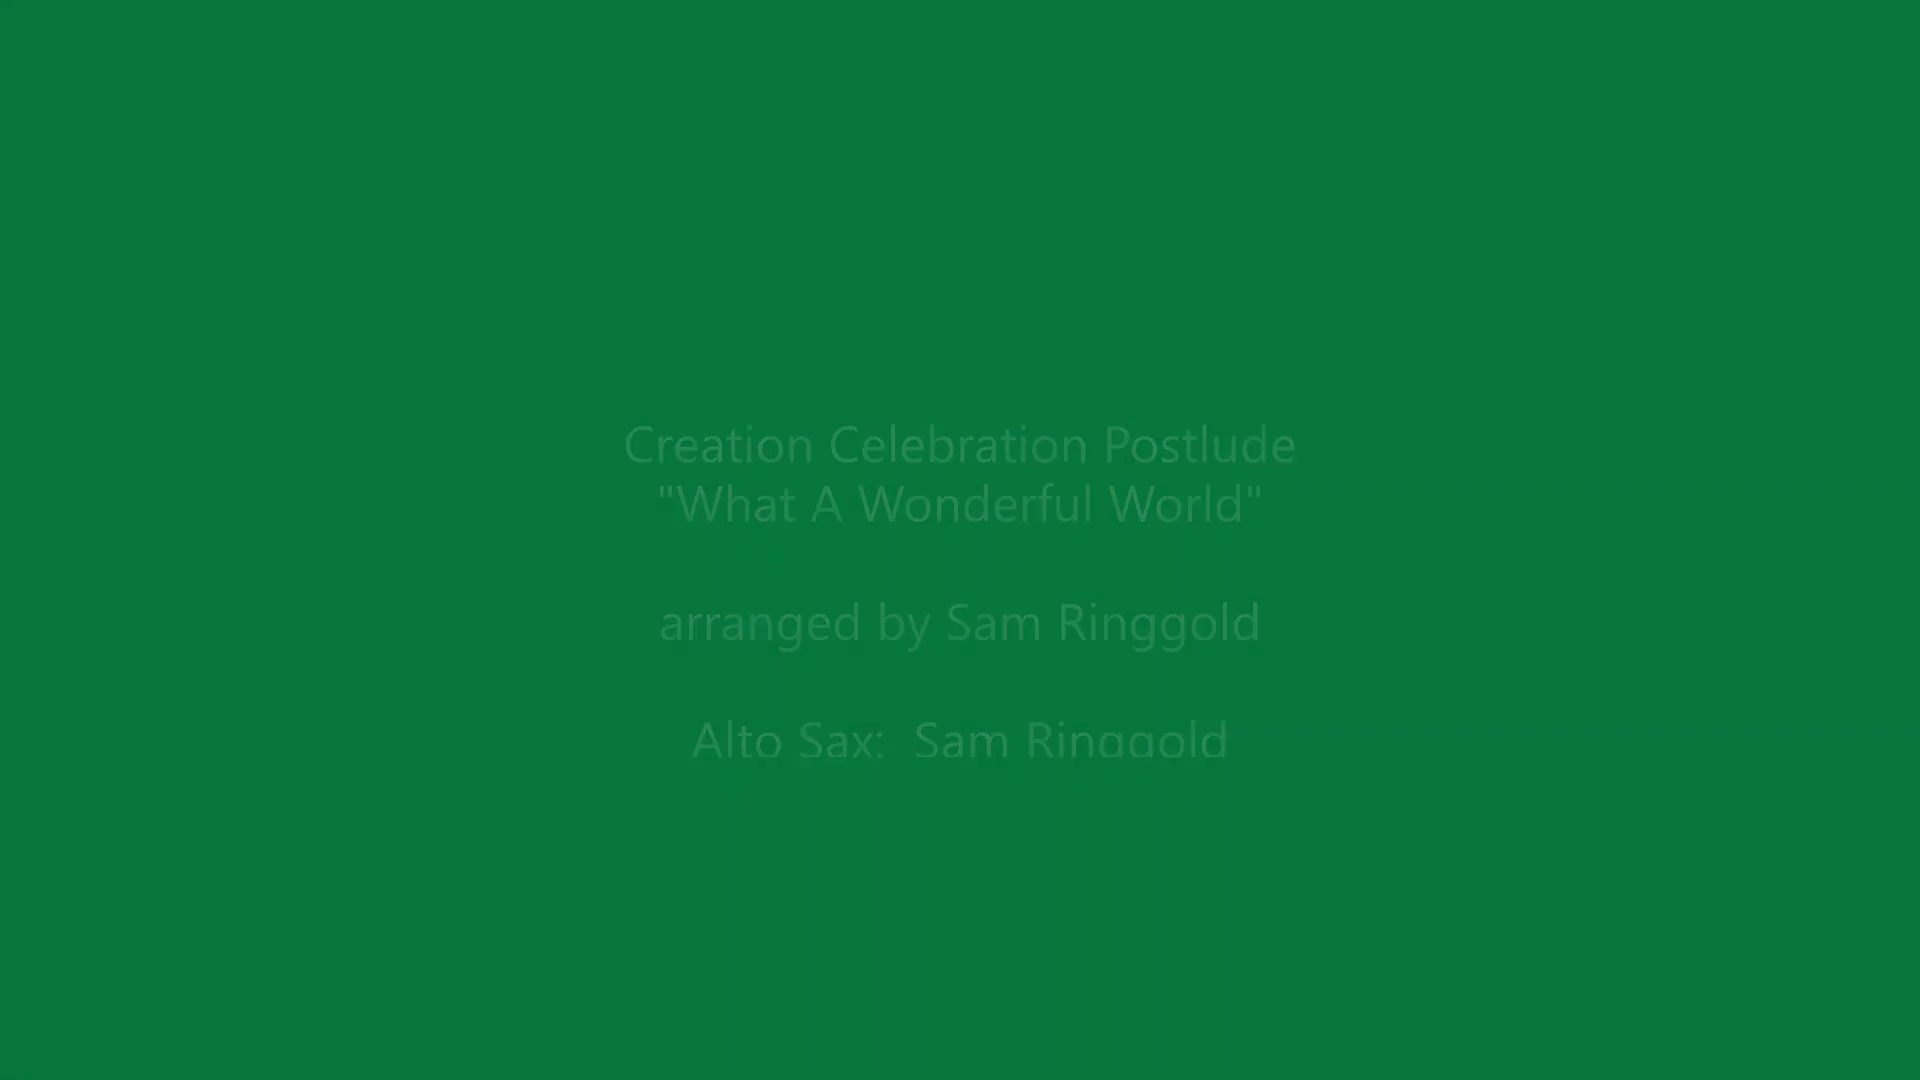 Creation Celebration Postlude
"What A Wonderful World"
arranged by Sam Ringgold
Alto Sax:  Sam Ringgold